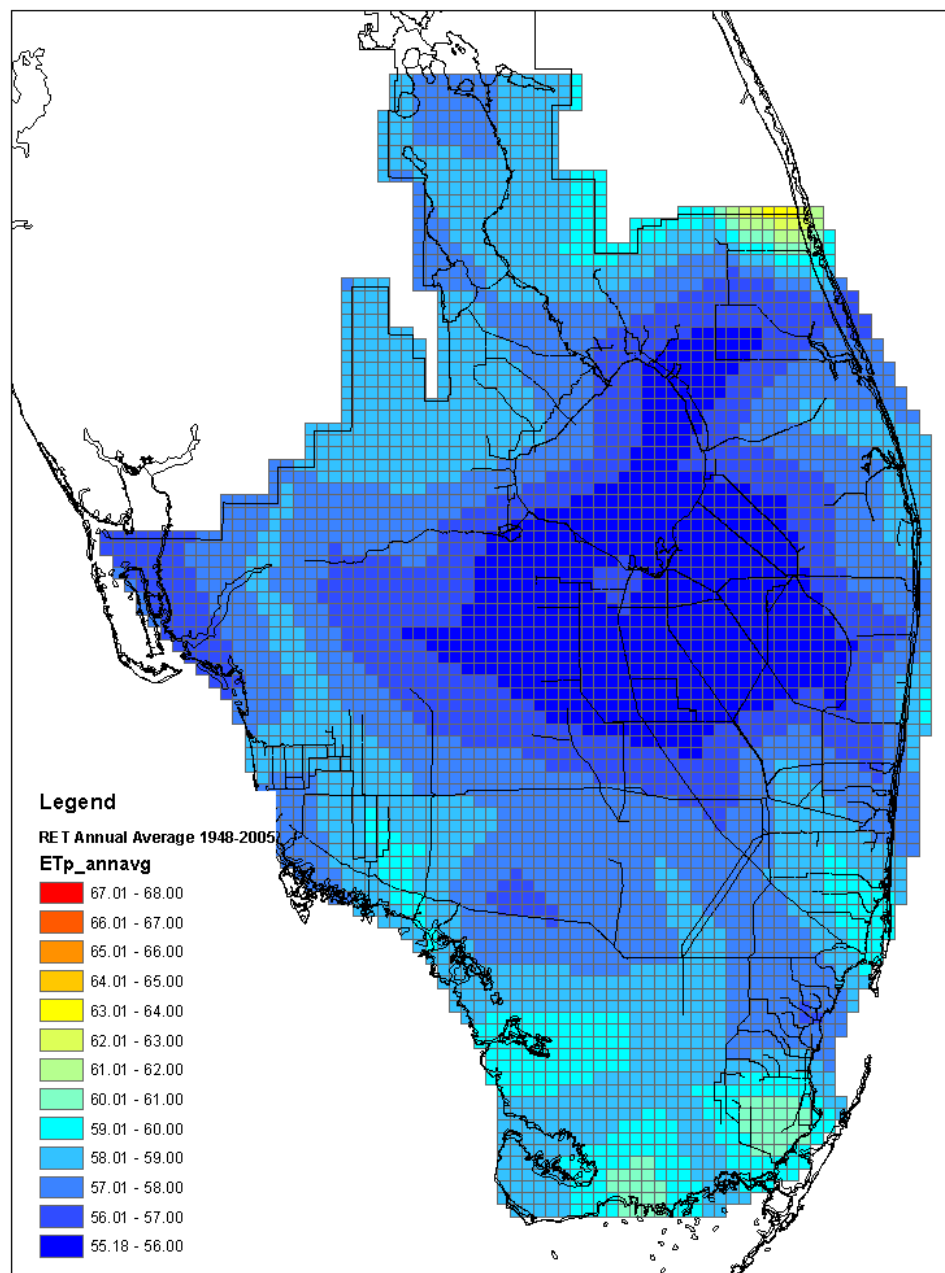 Legend
RET Annual Average 1948-2005
ETp_annavg
67.01 - 68.00
66.01 - 67.00
65.01 - 66.00
64.01 - 65.00
63.01 - 64.00
62.01 - 63.00
61.01 - 62.00
60.01 - 61.00
59.01 - 60.00
58.01 - 59.00
57.01 - 58.00
56.01 - 57.00
55.18 - 56.00